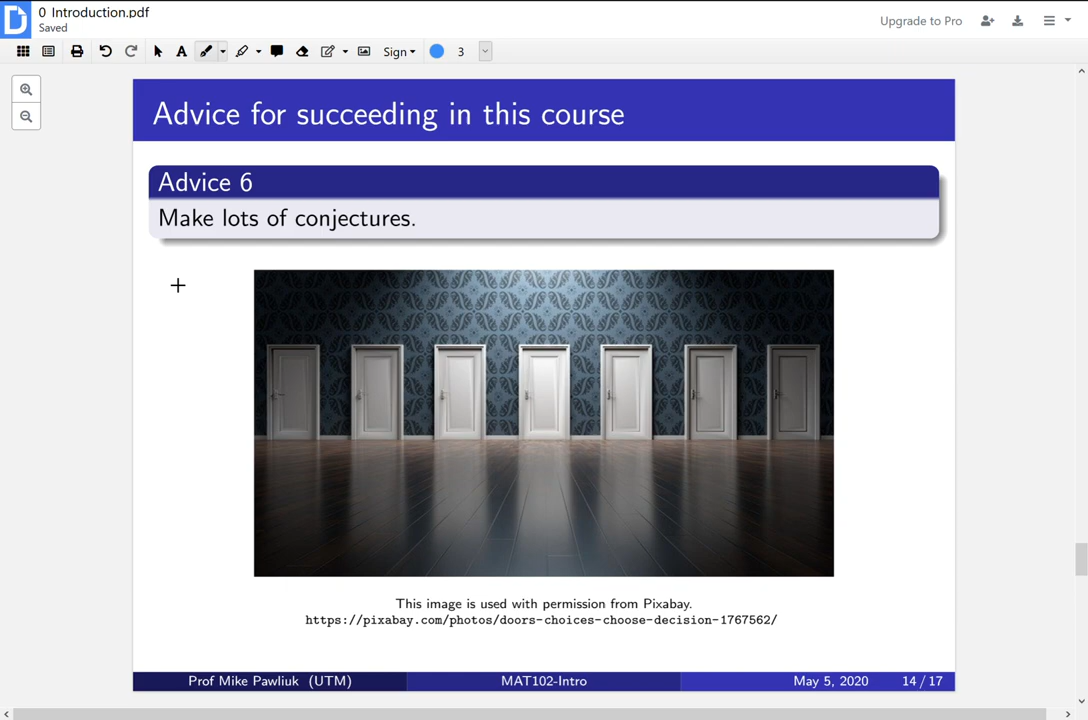 0 Introduction.pdf
Saved
Upgrade to Pro
Sign
3
Advice for succeeding in this course
Advice 6
Make lots of conjectures.
This image is used with permission from Pixabay.
https://pixabay.com/photos/doors-choices-choose-decision-1767562/
Prof Mike Pawliuk (UTM) MAT102-Intro May 5, 2020 14 / 17